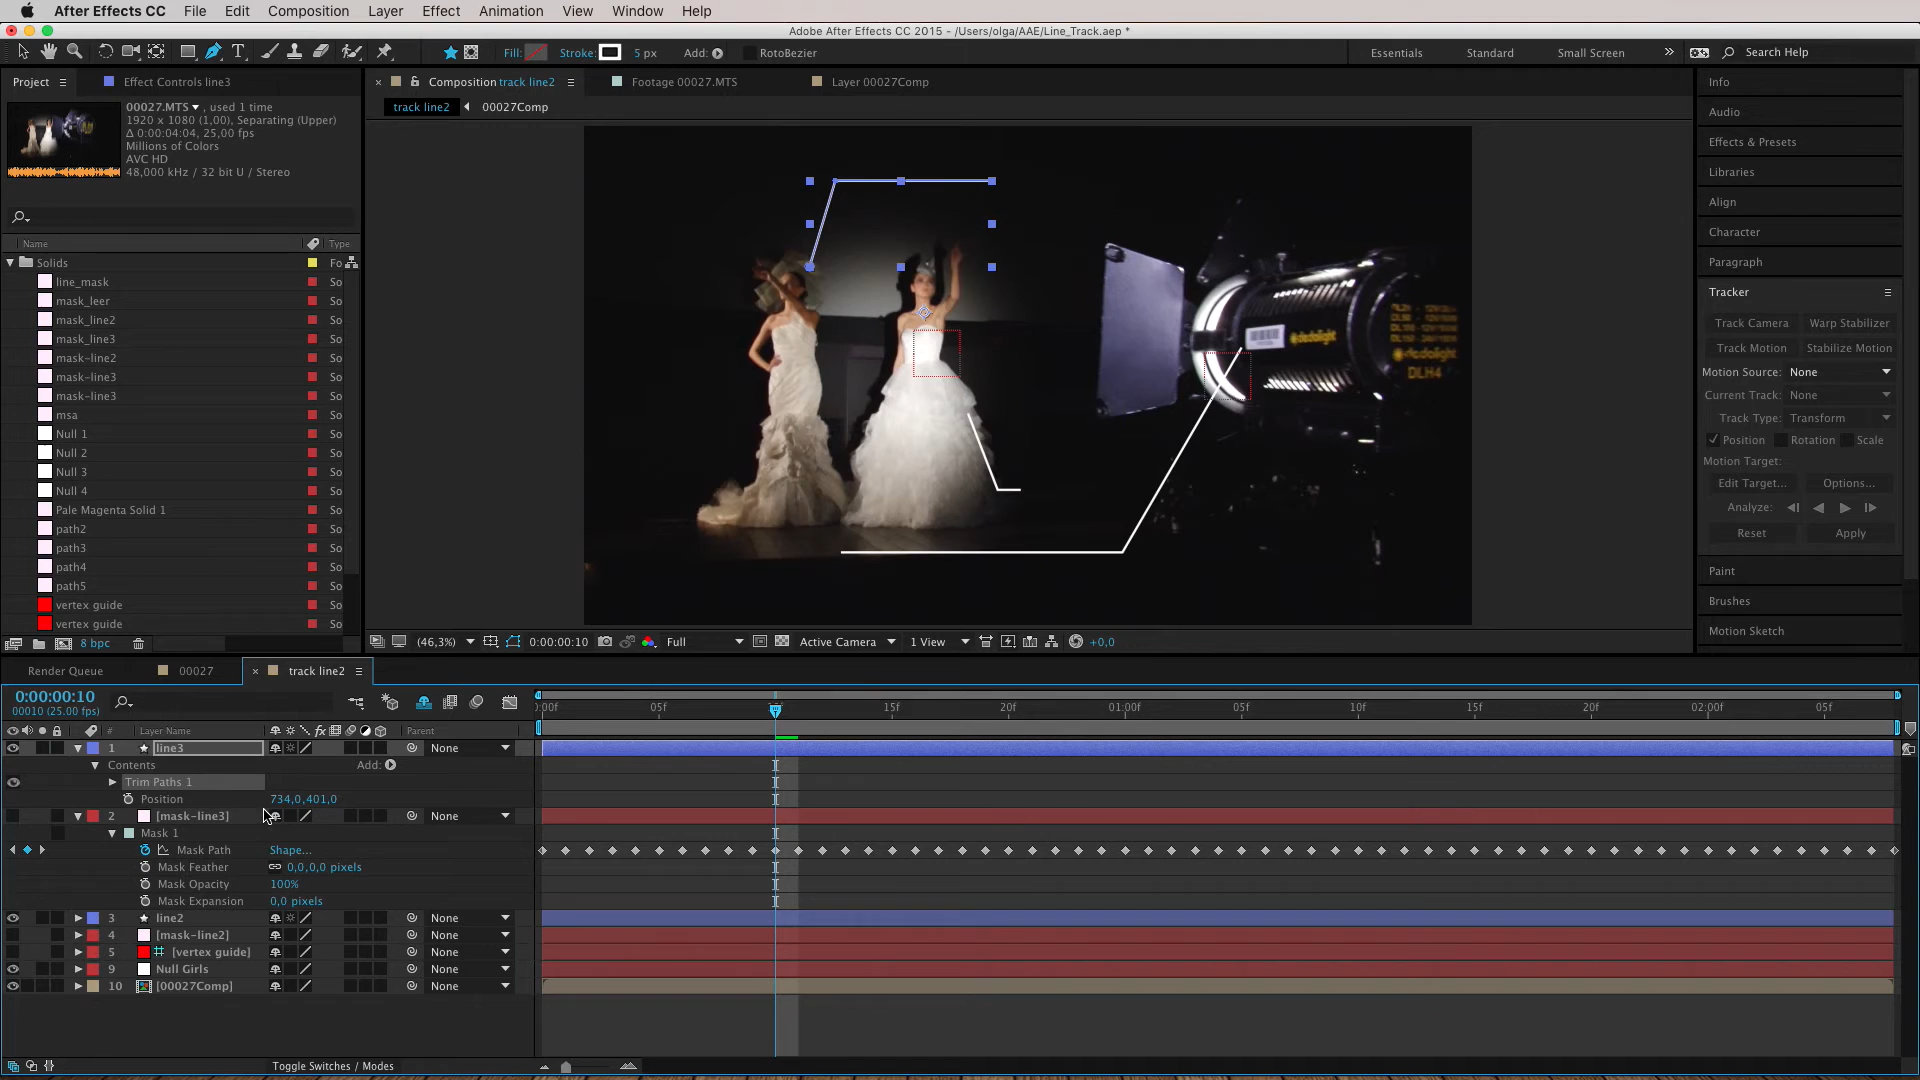 After Effects CC File Edit Composition Layer Effect Animation View Window Help
Adobe After Effects CC 2015 - /Users/olga/AAE/Line_Track.aep *
Fill: Stroke: 5 px Add: RotoBezier Essentials Standard Small Screen Search Help
Project Effect Controls line3
00027.MTS , used 1 time
1920 x 1080 (1,00), Separating (Upper)
Δ 0:00:04:04, 25,00 fps
Millions of Colors
AVC HD
48,000 kHz / 32 bit U / Stereo
Name Type
Solids Fo
line_mask So
mask_leer So
mask_line2 So
mask_line3 So
mask-line2 So
mask-line3 So
mask-line3 So
msa So
Null 1 So
Null 2 So
Null 3 So
Null 4 So
Pale Magenta Solid 1 So
path2 So
path3 So
path4 So
path5 So
vertex guide So
vertex guide So
8 bpc
Composition track line2 Footage 00027.MTS Layer 00027Comp
track line2 00027Comp
dedolight
dedolight
DLH4
(46,3%) 0:00:00:10 Full Active Camera 1 View +0,0
Info
Audio
Effects & Presets
Libraries
Align
Character
Paragraph
Tracker
Track Camera Warp Stabilizer
Track Motion Stabilize Motion
Motion Source: None
Current Track: None
Track Type: Transform
Position Rotation Scale
Motion Target:
Edit Target... Options...
Analyze:
Reset Apply
Paint
Brushes
Motion Sketch
Render Queue 00027 track line2
0:00:00:10
00010 (25.00 fps)
:00f 05f 15f 20f 01:00f 05f 10f 15f 20f 02:00f 05f
# Layer Name Parent
1 line3 None
Contents Add:
Trim Paths 1
Position 734,0,401,0
2 [mask-line3] None
Mask 1
Mask Path Shape...
Mask Feather 0,0,0,0 pixels
Mask Opacity 100%
Mask Expansion 0,0 pixels
3 line2 None
4 [mask-line2] None
5 [vertex guide] None
9 Null Girls None
10 [00027Comp] None
Toggle Switches / Modes